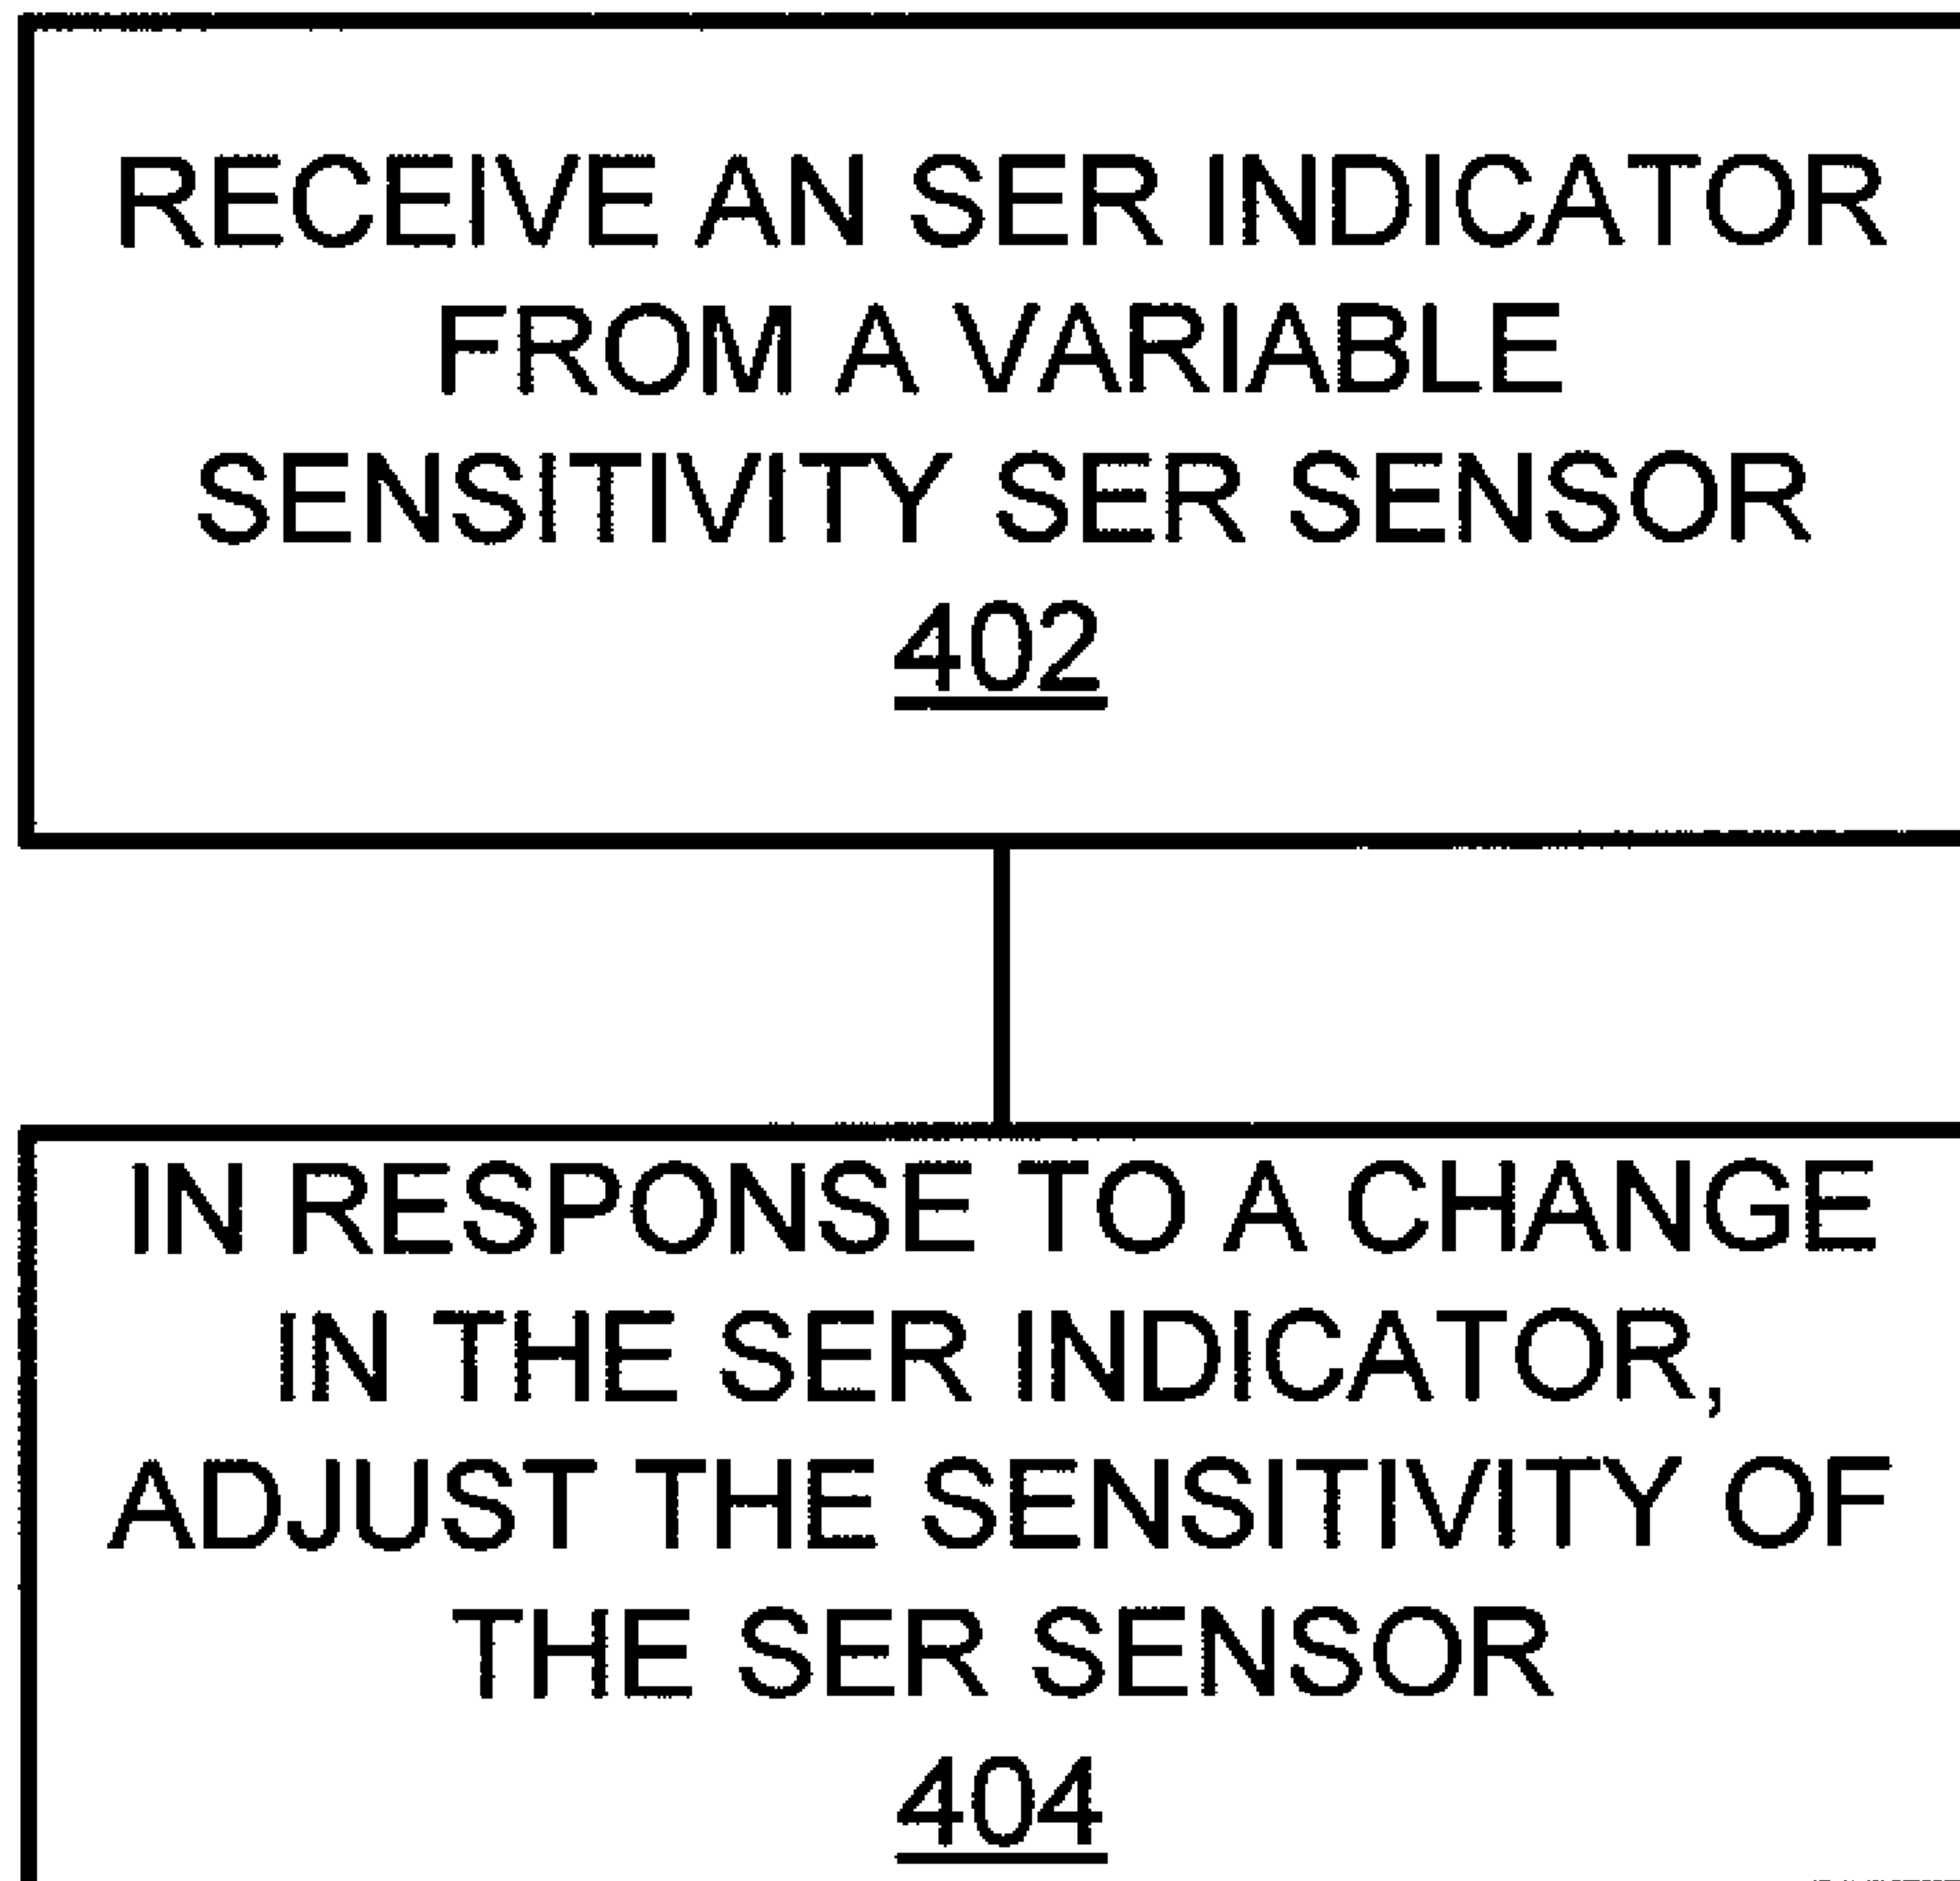 RECEIVE AN SER INDICATOR
FROM A VARIABLE
SENSITIVITY SER SENSOR
402
IN RESPONSE TO A CHANGE
IN THE SER INDICATOR,
ADJUST THE SENSITIVITY OF
THE SER SENSOR
404